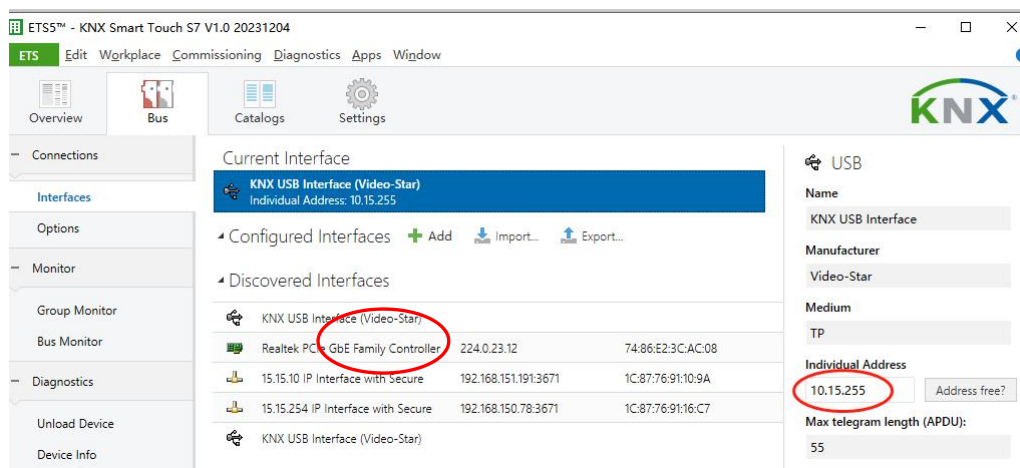 ETS5™ - KNX Smart Touch S7 V1.0 20231204
ETS Edit Workplace Commissioning Diagnostics Apps Window
Overview Bus Catalogs Settings
KNX®
Connections
Interfaces
Options
Monitor
Group Monitor
Bus Monitor
Diagnostics
Unload Device
Device Info
Current Interface
KNX USB Interface (Video-Star)
Individual Address: 10.15.255
Configured Interfaces Add Import... Export...
Discovered Interfaces
KNX USB Interface (Video-Star)
Realtek PCIe GbE Family Controller 224.0.23.12 74:86:E2:3C:AC:08
15.15.10 IP Interface with Secure 192.168.151.191:3671 1C:87:76:91:10:9A
15.15.254 IP Interface with Secure 192.168.150.78:3671 1C:87:76:91:16:C7
KNX USB Interface (Video-Star)
USB
Name
KNX USB Interface
Manufacturer
Video-Star
Medium
TP
Individual Address
10.15.255 Address free?
Max telegram length (APDU):
55